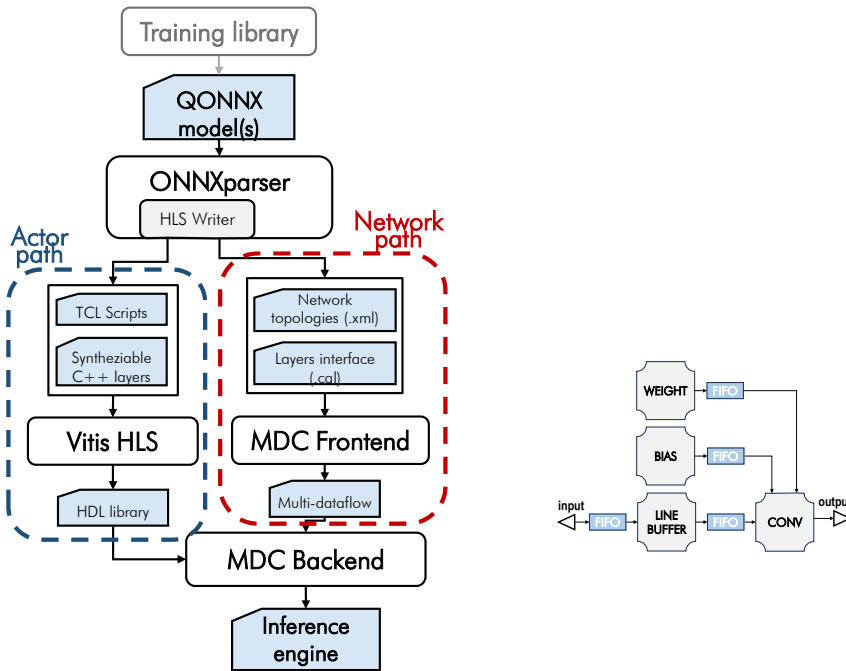 Training library
QONNX
model(s)
ONNXparser
HLS Writer
Actor
path
Network
path
TCL Scripts
Syntheziable
C++ layers
Network
topologies (.xml)
Layers interface
(.cal)
Vitis HLS
MDC Frontend
HDL library
Multi-dataflow
MDC Backend
Inference
engine
WEIGHT
FIFO
BIAS
FIFO
input
FIFO
LINE
BUFFER
FIFO
CONV
output